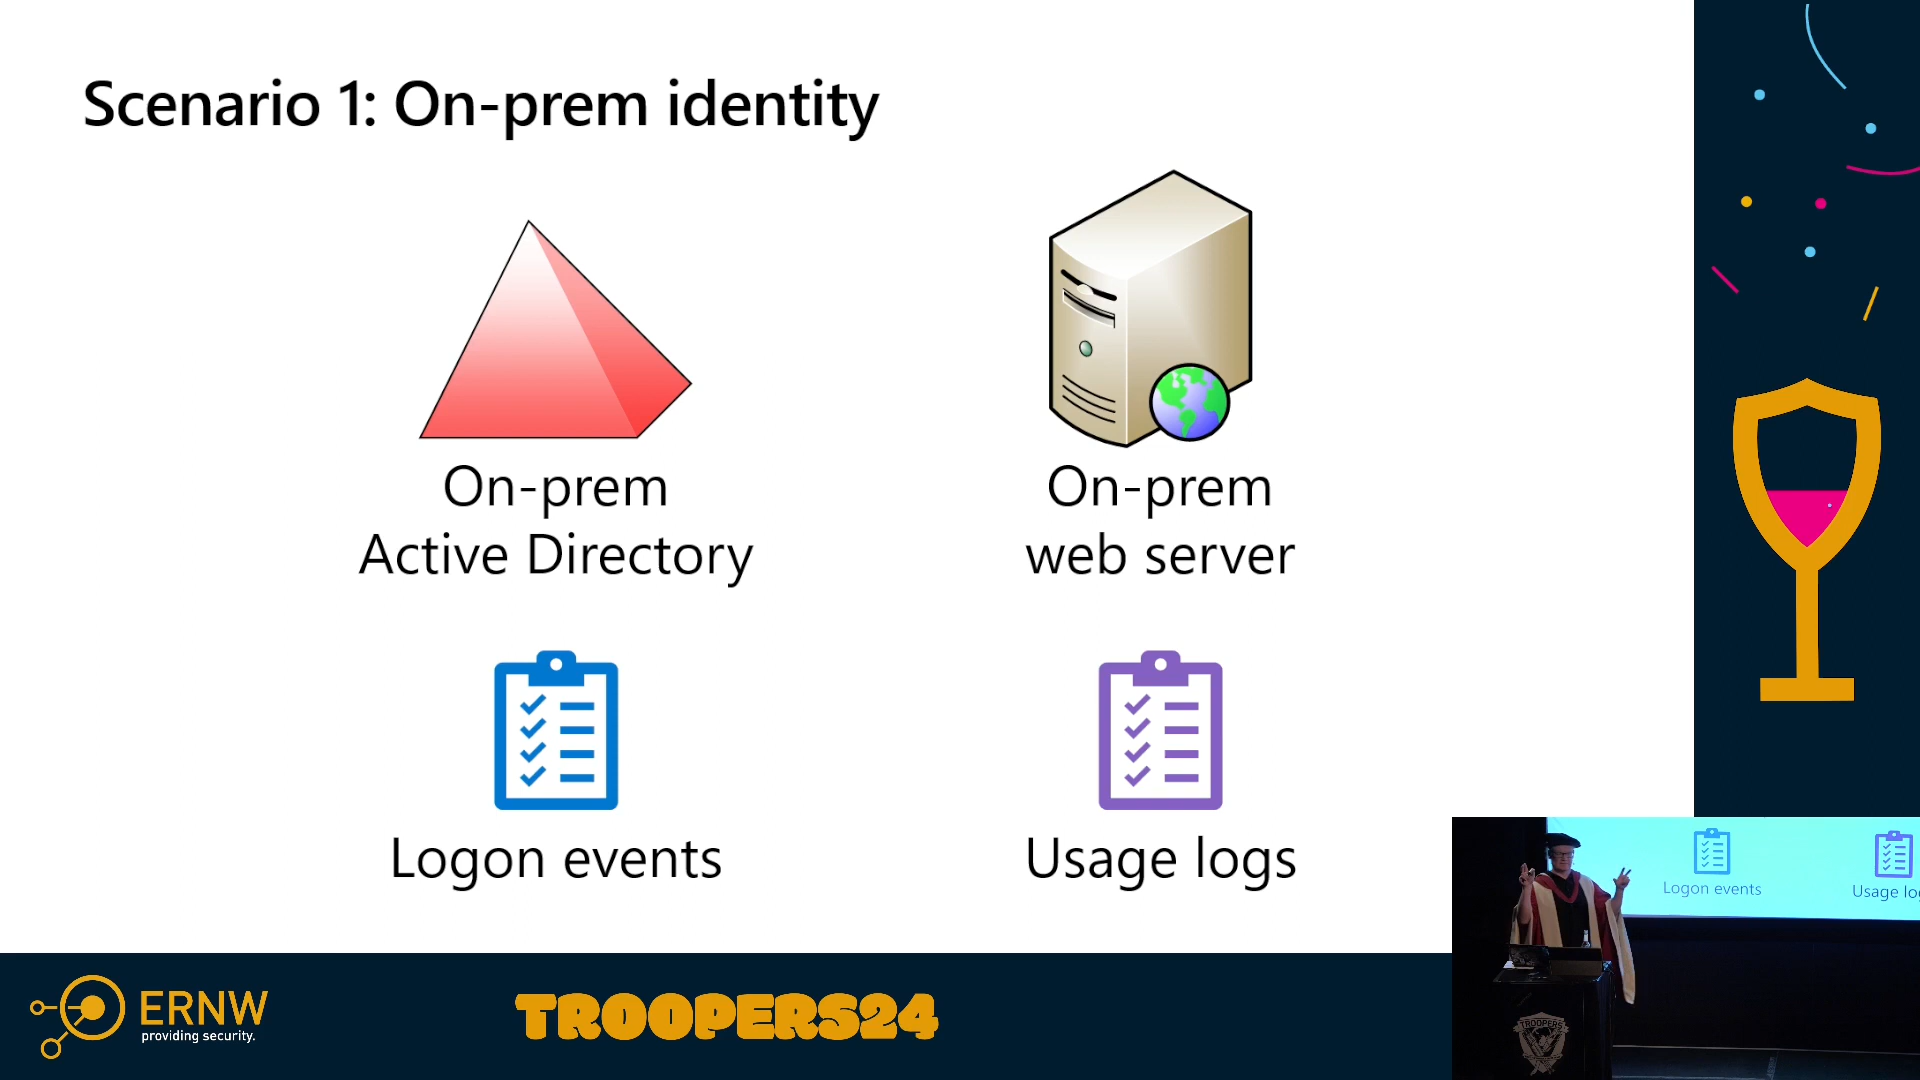 Scenario 1: On-prem identity
On-prem
Active Directory
On-prem
web server
Logon events
Usage logs
Logon events
Usage lo
TROOPERS
ERNW
providing security.
TROOPERS24